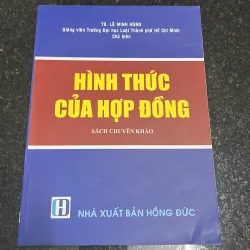 TS. LÊ MINH HÙNG
Giảng viên Trường Đại học Luật Thành phố Hồ Chí Minh
Chủ biên
HÌNH THỨC
CỦA HỢP ĐỒNG
SÁCH CHUYÊN KHẢO
H
NHÀ XUẤT BẢN HỒNG ĐỨC